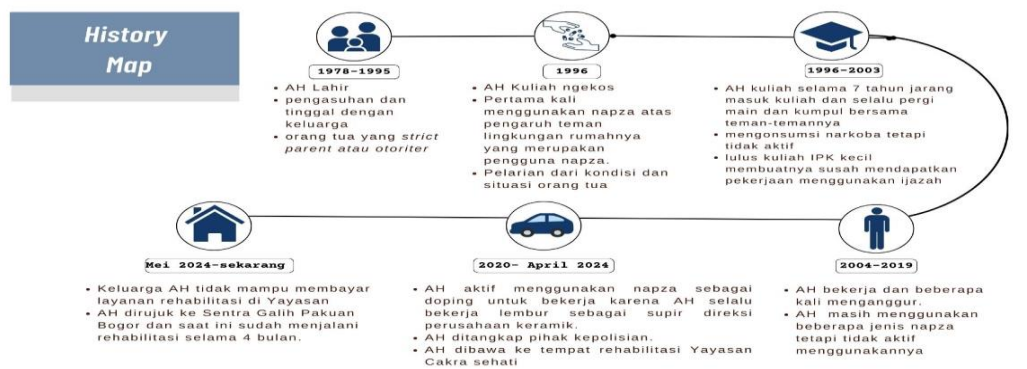 History
Map
1978-1995
• AH Lahir
• pengasuhan dan
tinggal dengan
keluarga
• orang tua yang strict
parent atau otoriter
1996
• AH Kuliah ngekos
• Pertama kali
menggunakan napza atas
pengaruh teman
lingkungan rumahnya
yang merupakan
pengguna napza.
• Pelarian dari kondisi dan
situasi orang tua
1996-2003
• AH kuliah selama 7 tahun jarang
masuk kuliah dan selalu pergi
main dan kumpul bersama
teman-temannya
• mengonsumsi narkoba tetapi
tidak aktif
• lulus kuliah IPK kecil
membuatnya susah mendapatkan
pekerjaan menggunakan ijazah
2004-2019
• AH bekerja dan beberapa
kali menganggur.
• AH masih menggunakan
beberapa jenis napza
tetapi tidak aktif
menggunakannya
2020- April 2024
• AH aktif menggunakan napza sebagai
doping untuk bekerja karena AH selalu
bekerja lembur sebagai supir direksi
perusahaan keramik.
• AH ditangkap pihak kepolisian.
• AH dibawa ke tempat rehabilitasi Yayasan
Cakra sehati
Mei 2024-sekarang
• Keluarga AH tidak mampu membayar
layanan rehabilitasi di Yayasan
• AH dirujuk ke Sentra Galih Pakuan
Bogor dan saat ini sudah menjalani
rehabilitasi selama 4 bulan.